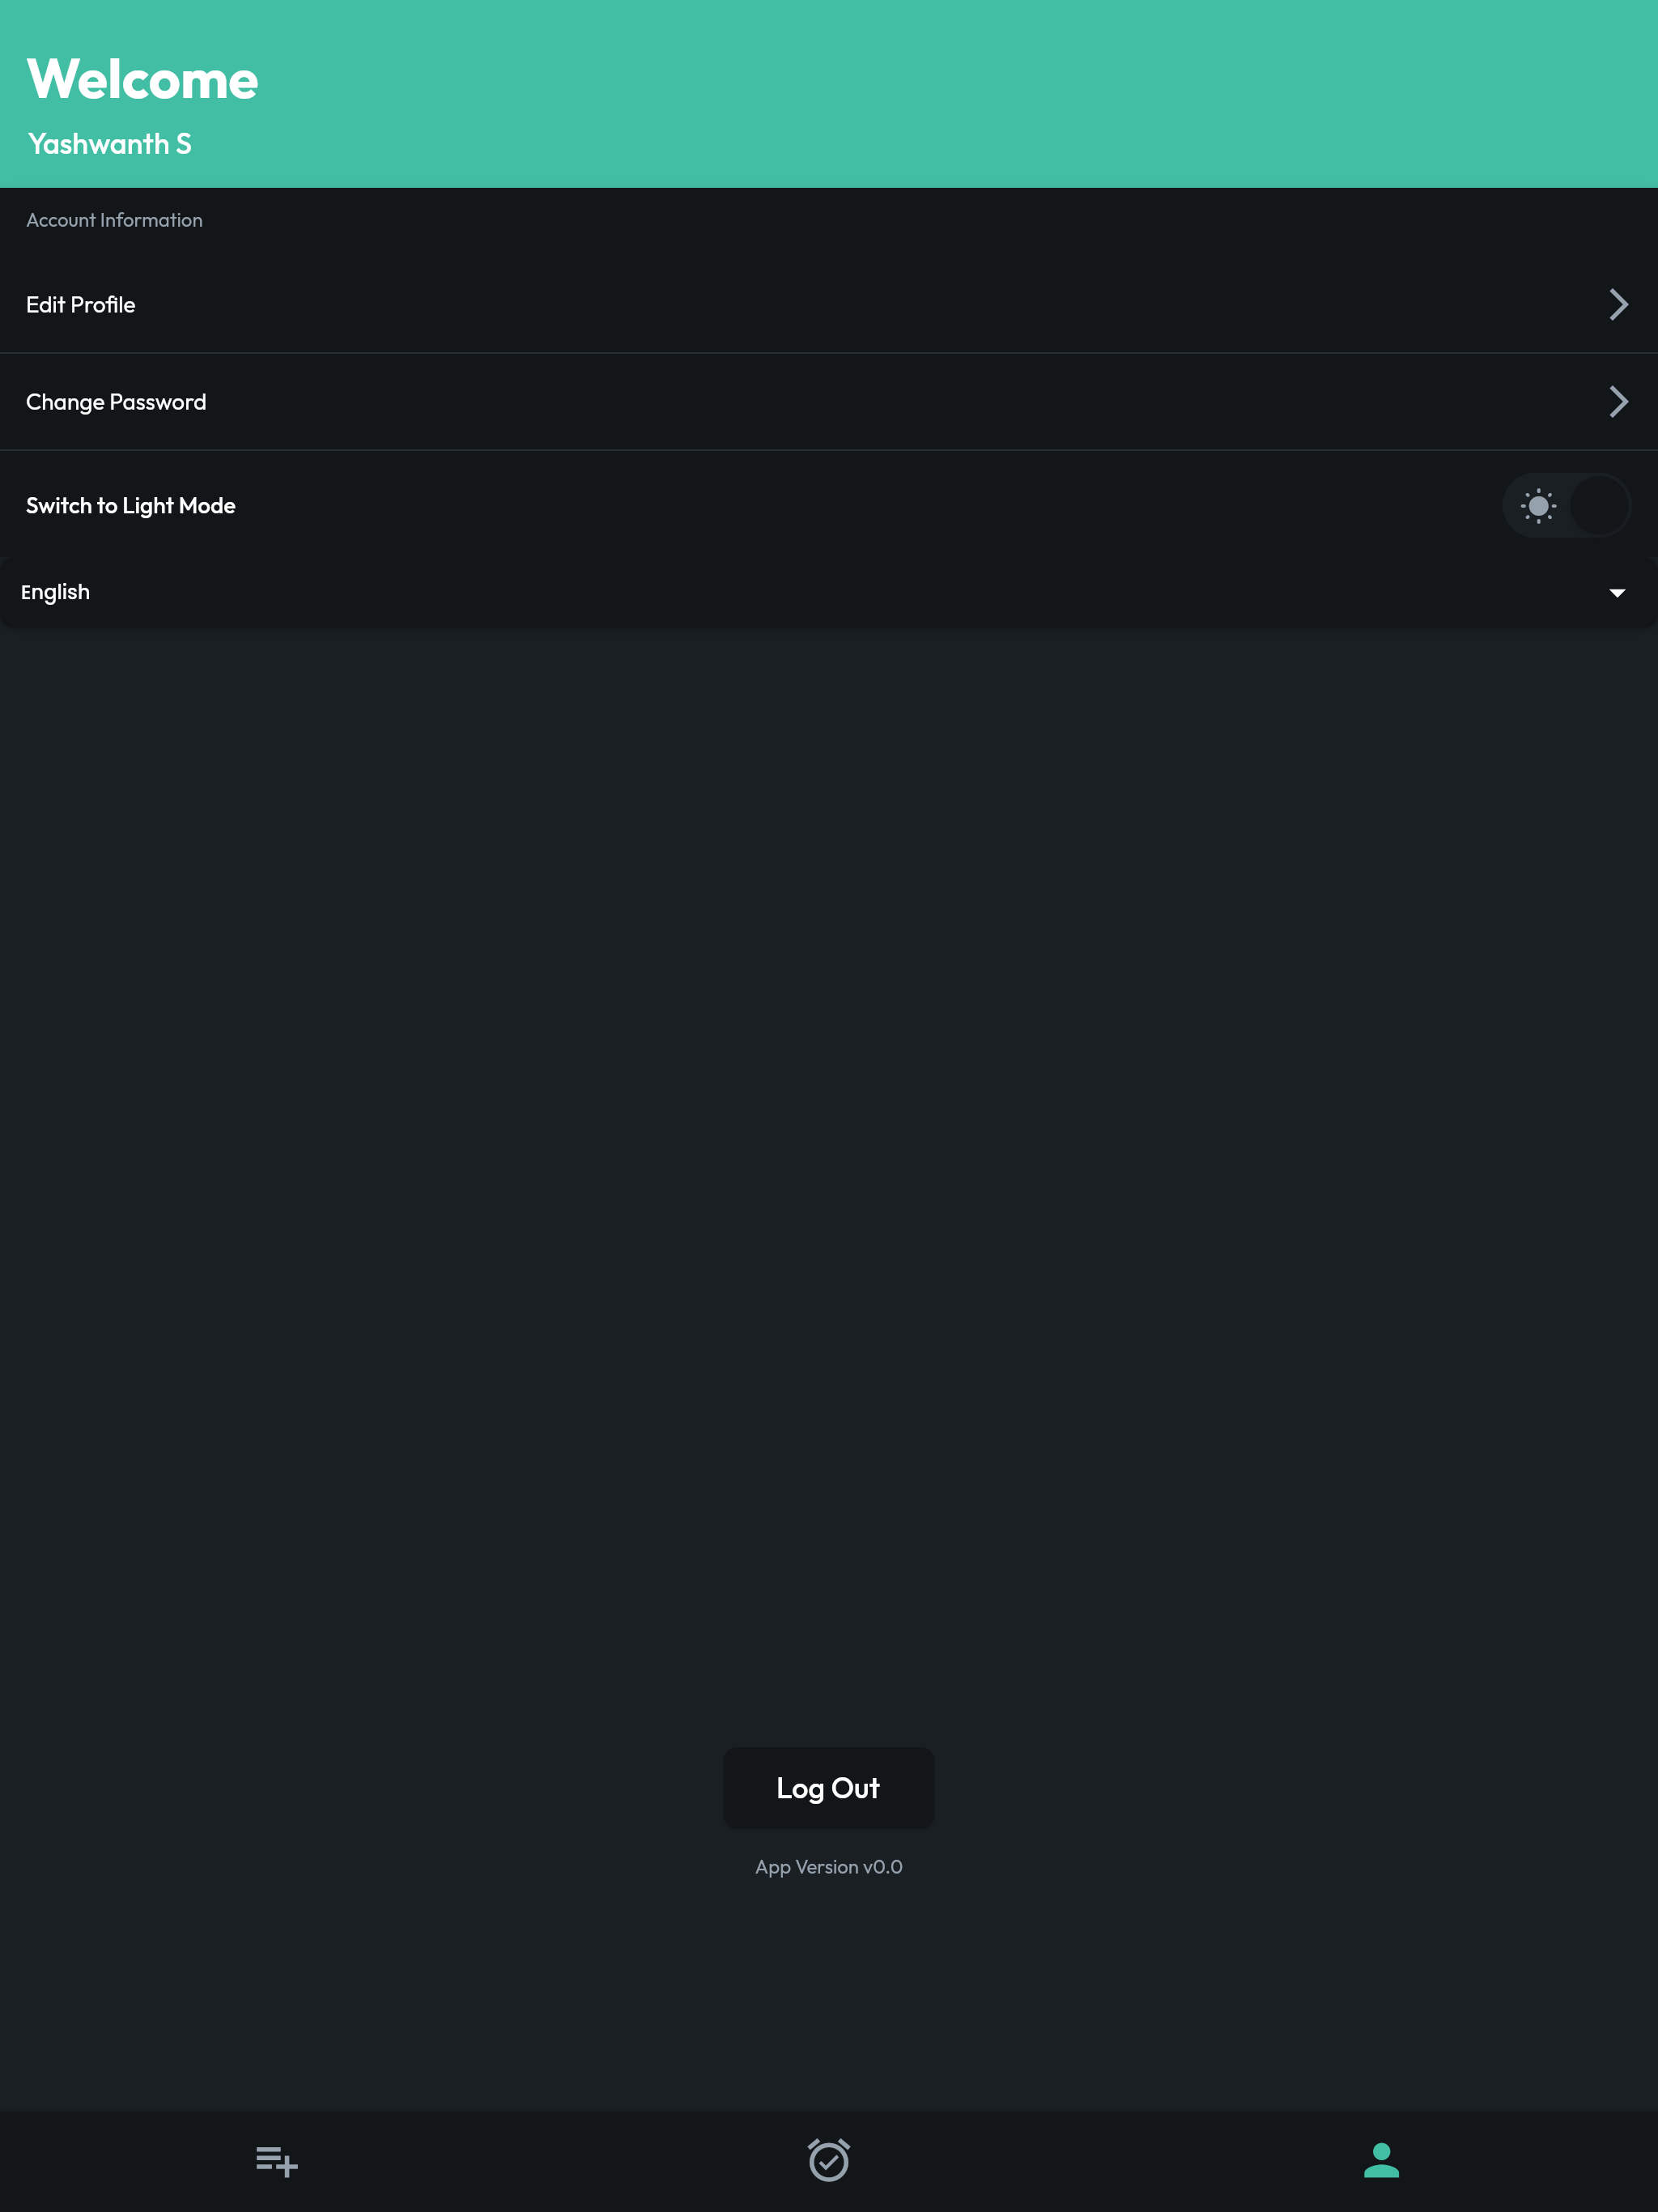 Welcome
Yashwanth S
Account Information
Edit Profile
Change Password
Switch to Light Mode
English
Log Out
App Version v0.0